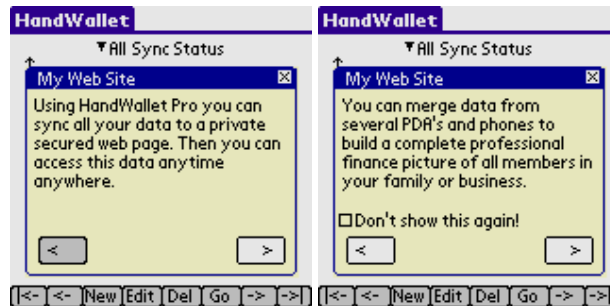 HandWallet
▼All Sync Status
My Web Site
Using HandWallet Pro you can
sync all your data to a private
secured web page. Then you can
access this data anytime
anywhere.
<
>
|<- <- New Edit Del Go -> ->|
HandWallet
▼All Sync Status
My Web Site
You can merge data from
several PDA's and phones to
build a complete professional
finance picture of all members in
your family or business.
Don't show this again!
<
>
|<- <- New Edit Del Go -> ->